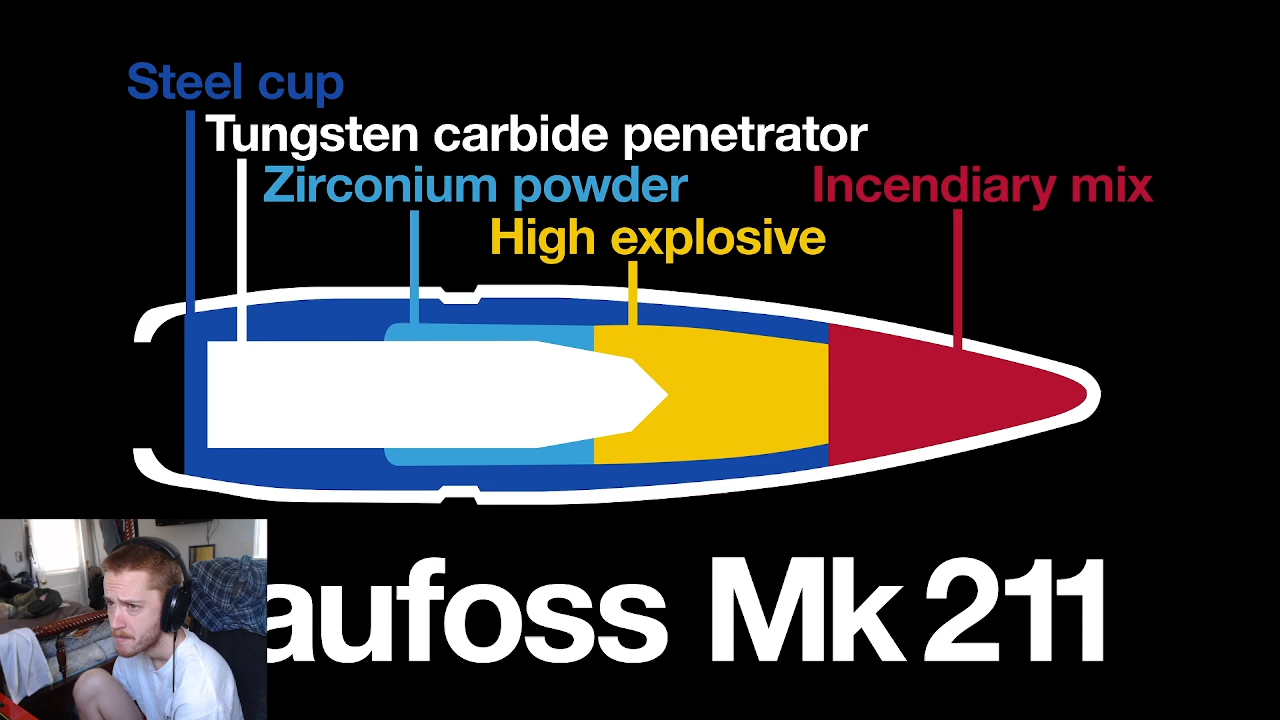 Steel cup
Tungsten carbide penetrator
Zirconium powder
Incendiary mix
High explosive
aufoss Mk 211